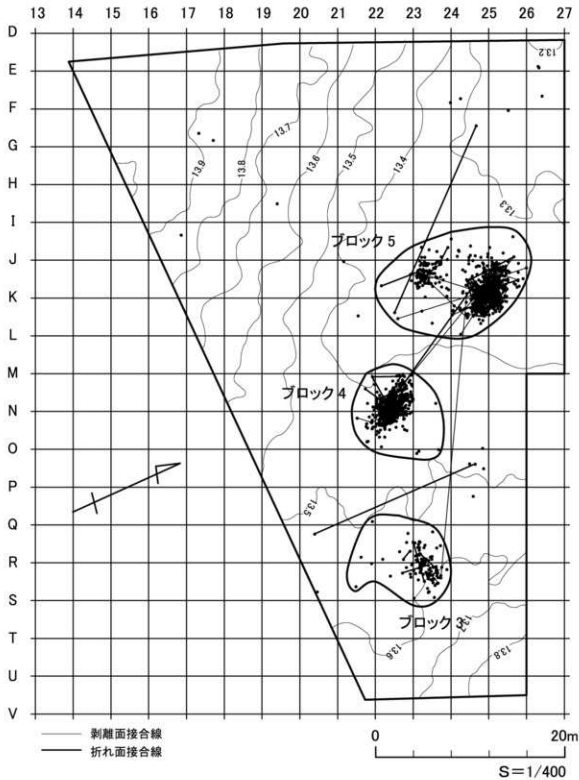 13 14 15 16 17 18 19 20 21 22 23 24 25 26 27
D
E
F
G
H
I
J
K
L
M
N
O
P
Q
R
S
T
U
V
13.2
13.9
13.8
13.7
13.6
13.5
13.4
13.3
ブロック 5
ブロック 4
13.5
ブロック 3
13.6
13.7
13.8
剥離面接合線
折れ面接合線
0 20m
S=1/400